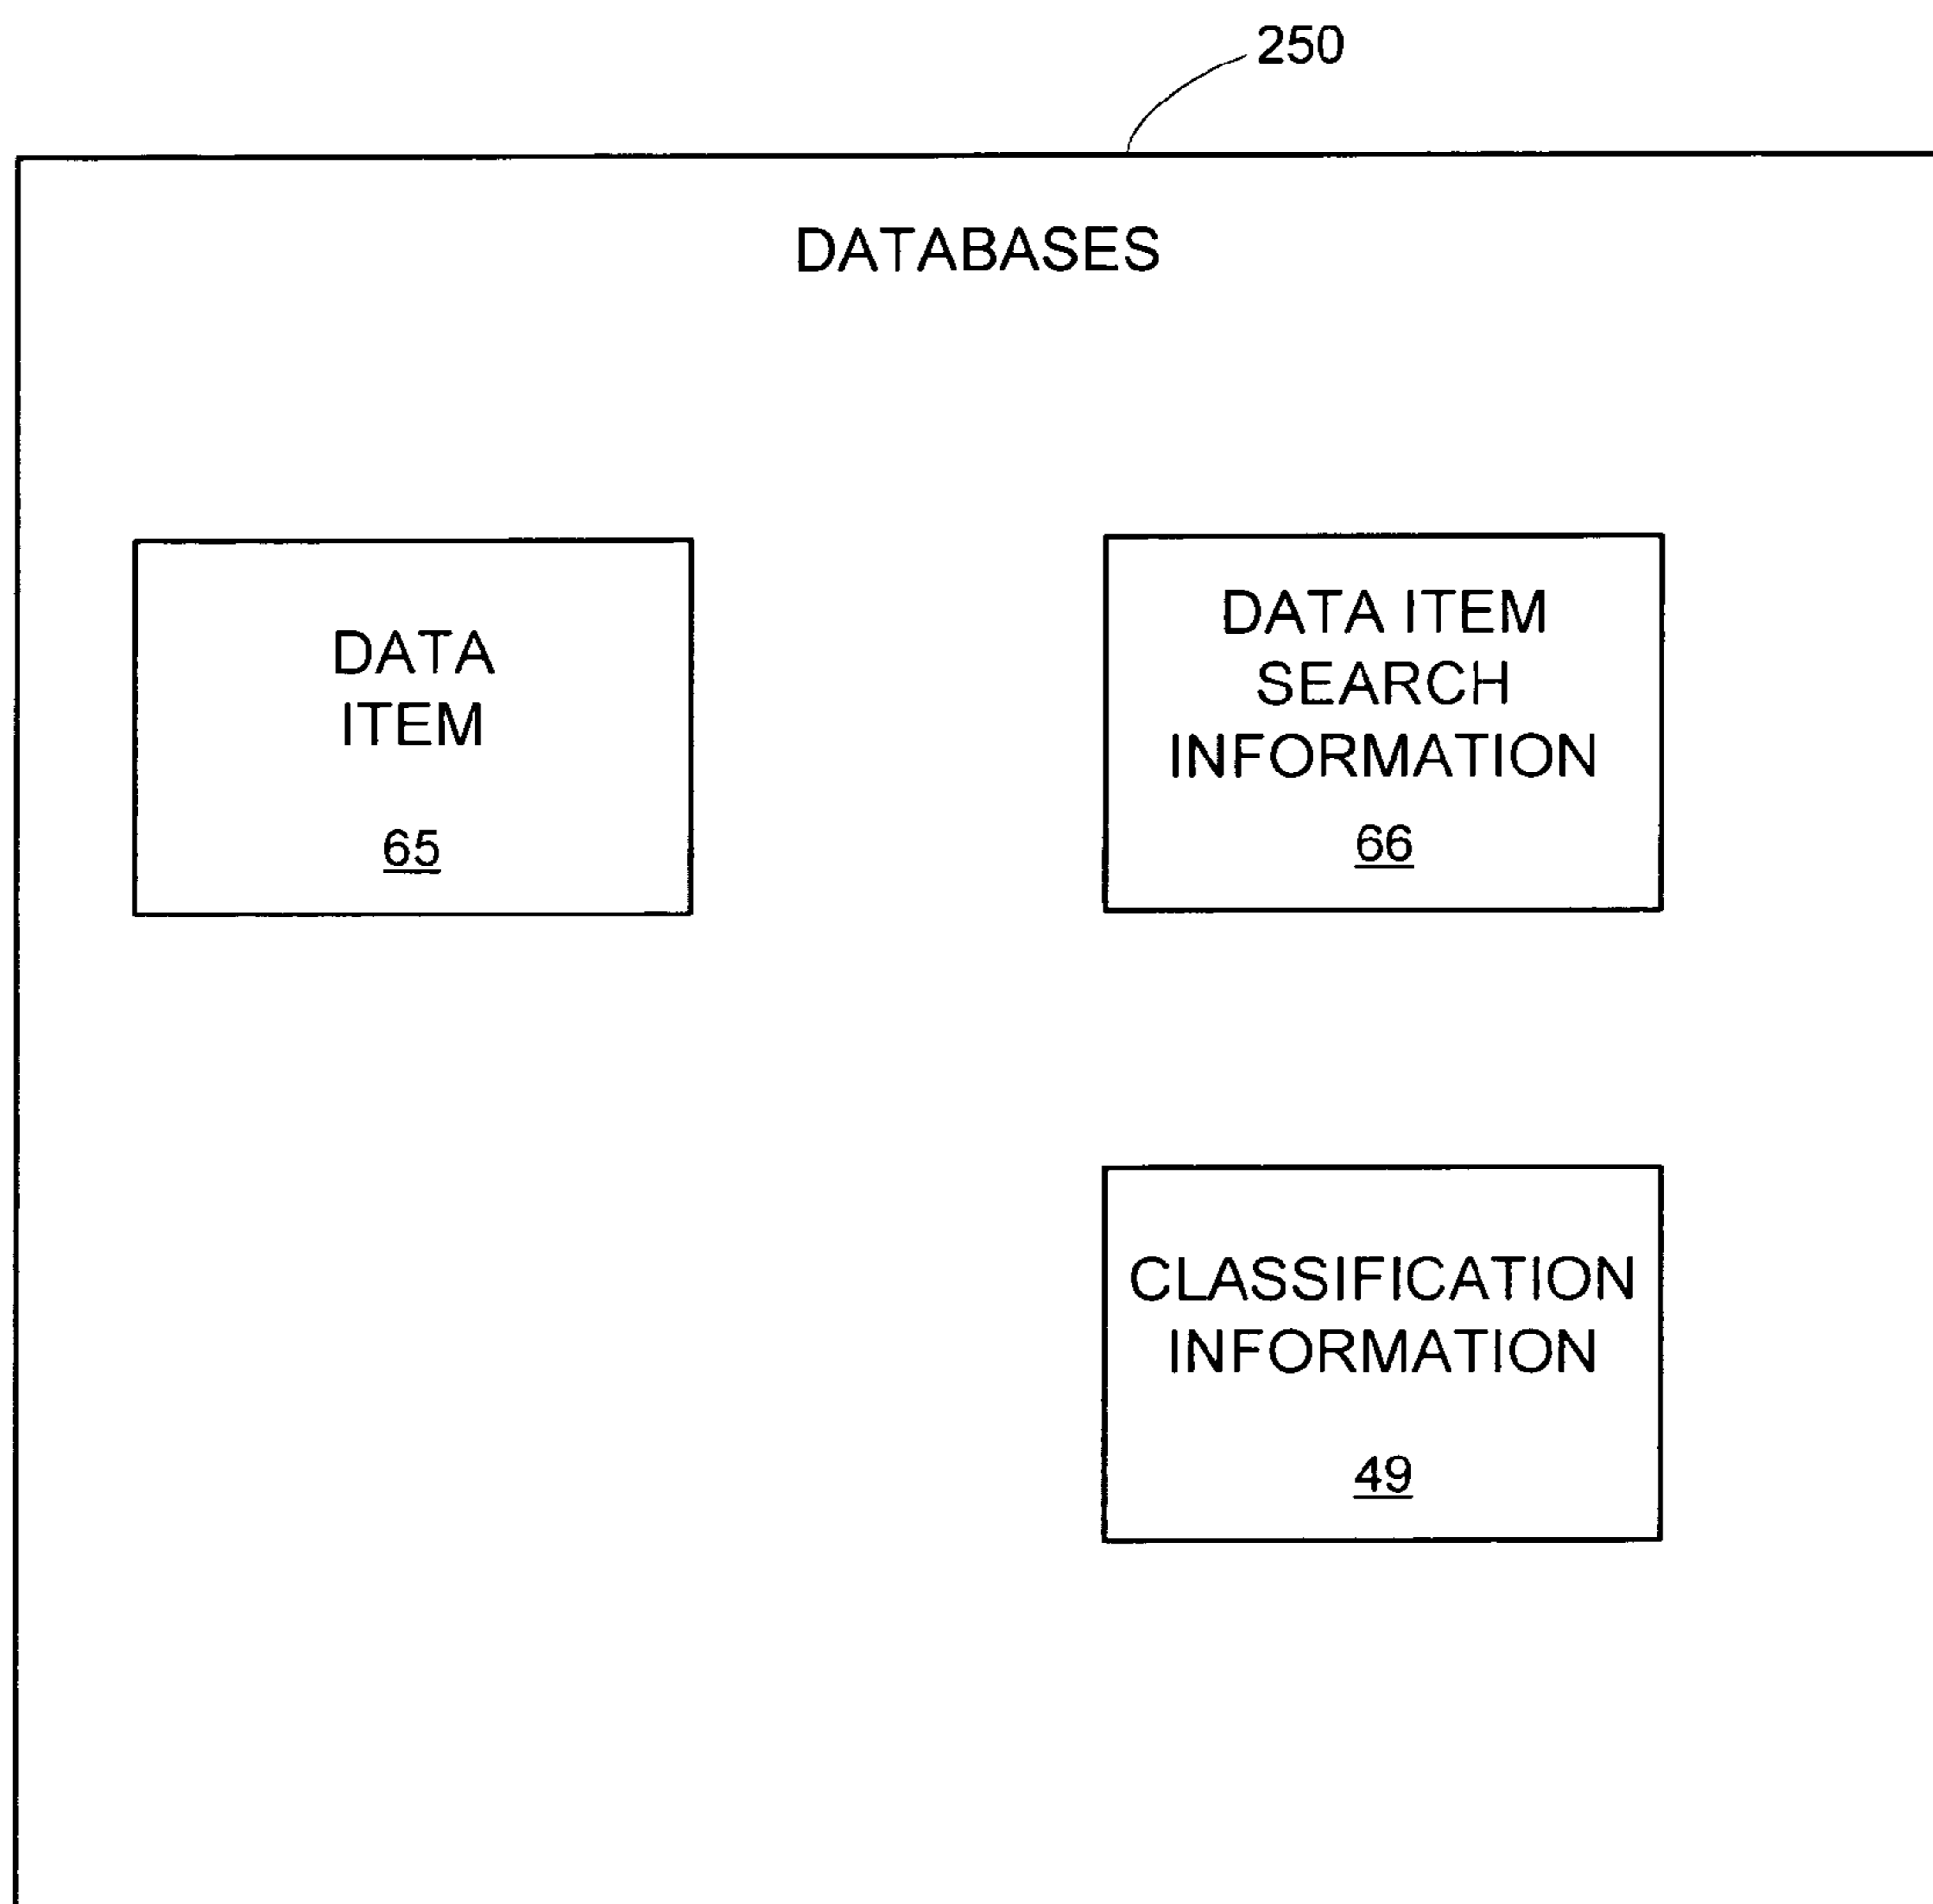 250
DATABASES
DATA
ITEM
65
DATA ITEM
SEARCH
INFORMATION
66
CLASSIFICATION
INFORMATION
49